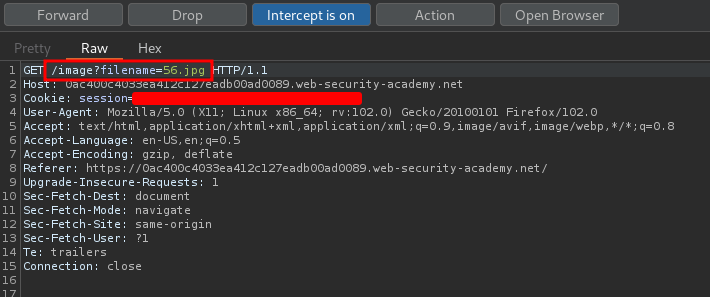 Forward Drop Intercept is on Action Open Browser
Pretty Raw Hex
1 GET /image?filename=56.jpg HTTP/1.1
2 Host: 0ac400c4033ea412c127eadb00ad0089.web-security-academy.net
3 Cookie: session=
4 User-Agent: Mozilla/5.0 (X11; Linux x86_64; rv:102.0) Gecko/20100101 Firefox/102.0
5 Accept: text/html,application/xhtml+xml,application/xml;q=0.9,image/avif,image/webp,*/*;q=0.8
6 Accept-Language: en-US,en;q=0.5
7 Accept-Encoding: gzip, deflate
8 Referer: https://0ac400c4033ea412c127eadb00ad0089.web-security-academy.net/
9 Upgrade-Insecure-Requests: 1
10 Sec-Fetch-Dest: document
11 Sec-Fetch-Mode: navigate
12 Sec-Fetch-Site: same-origin
13 Sec-Fetch-User: ?1
14 Te: trailers
15 Connection: close
16
17